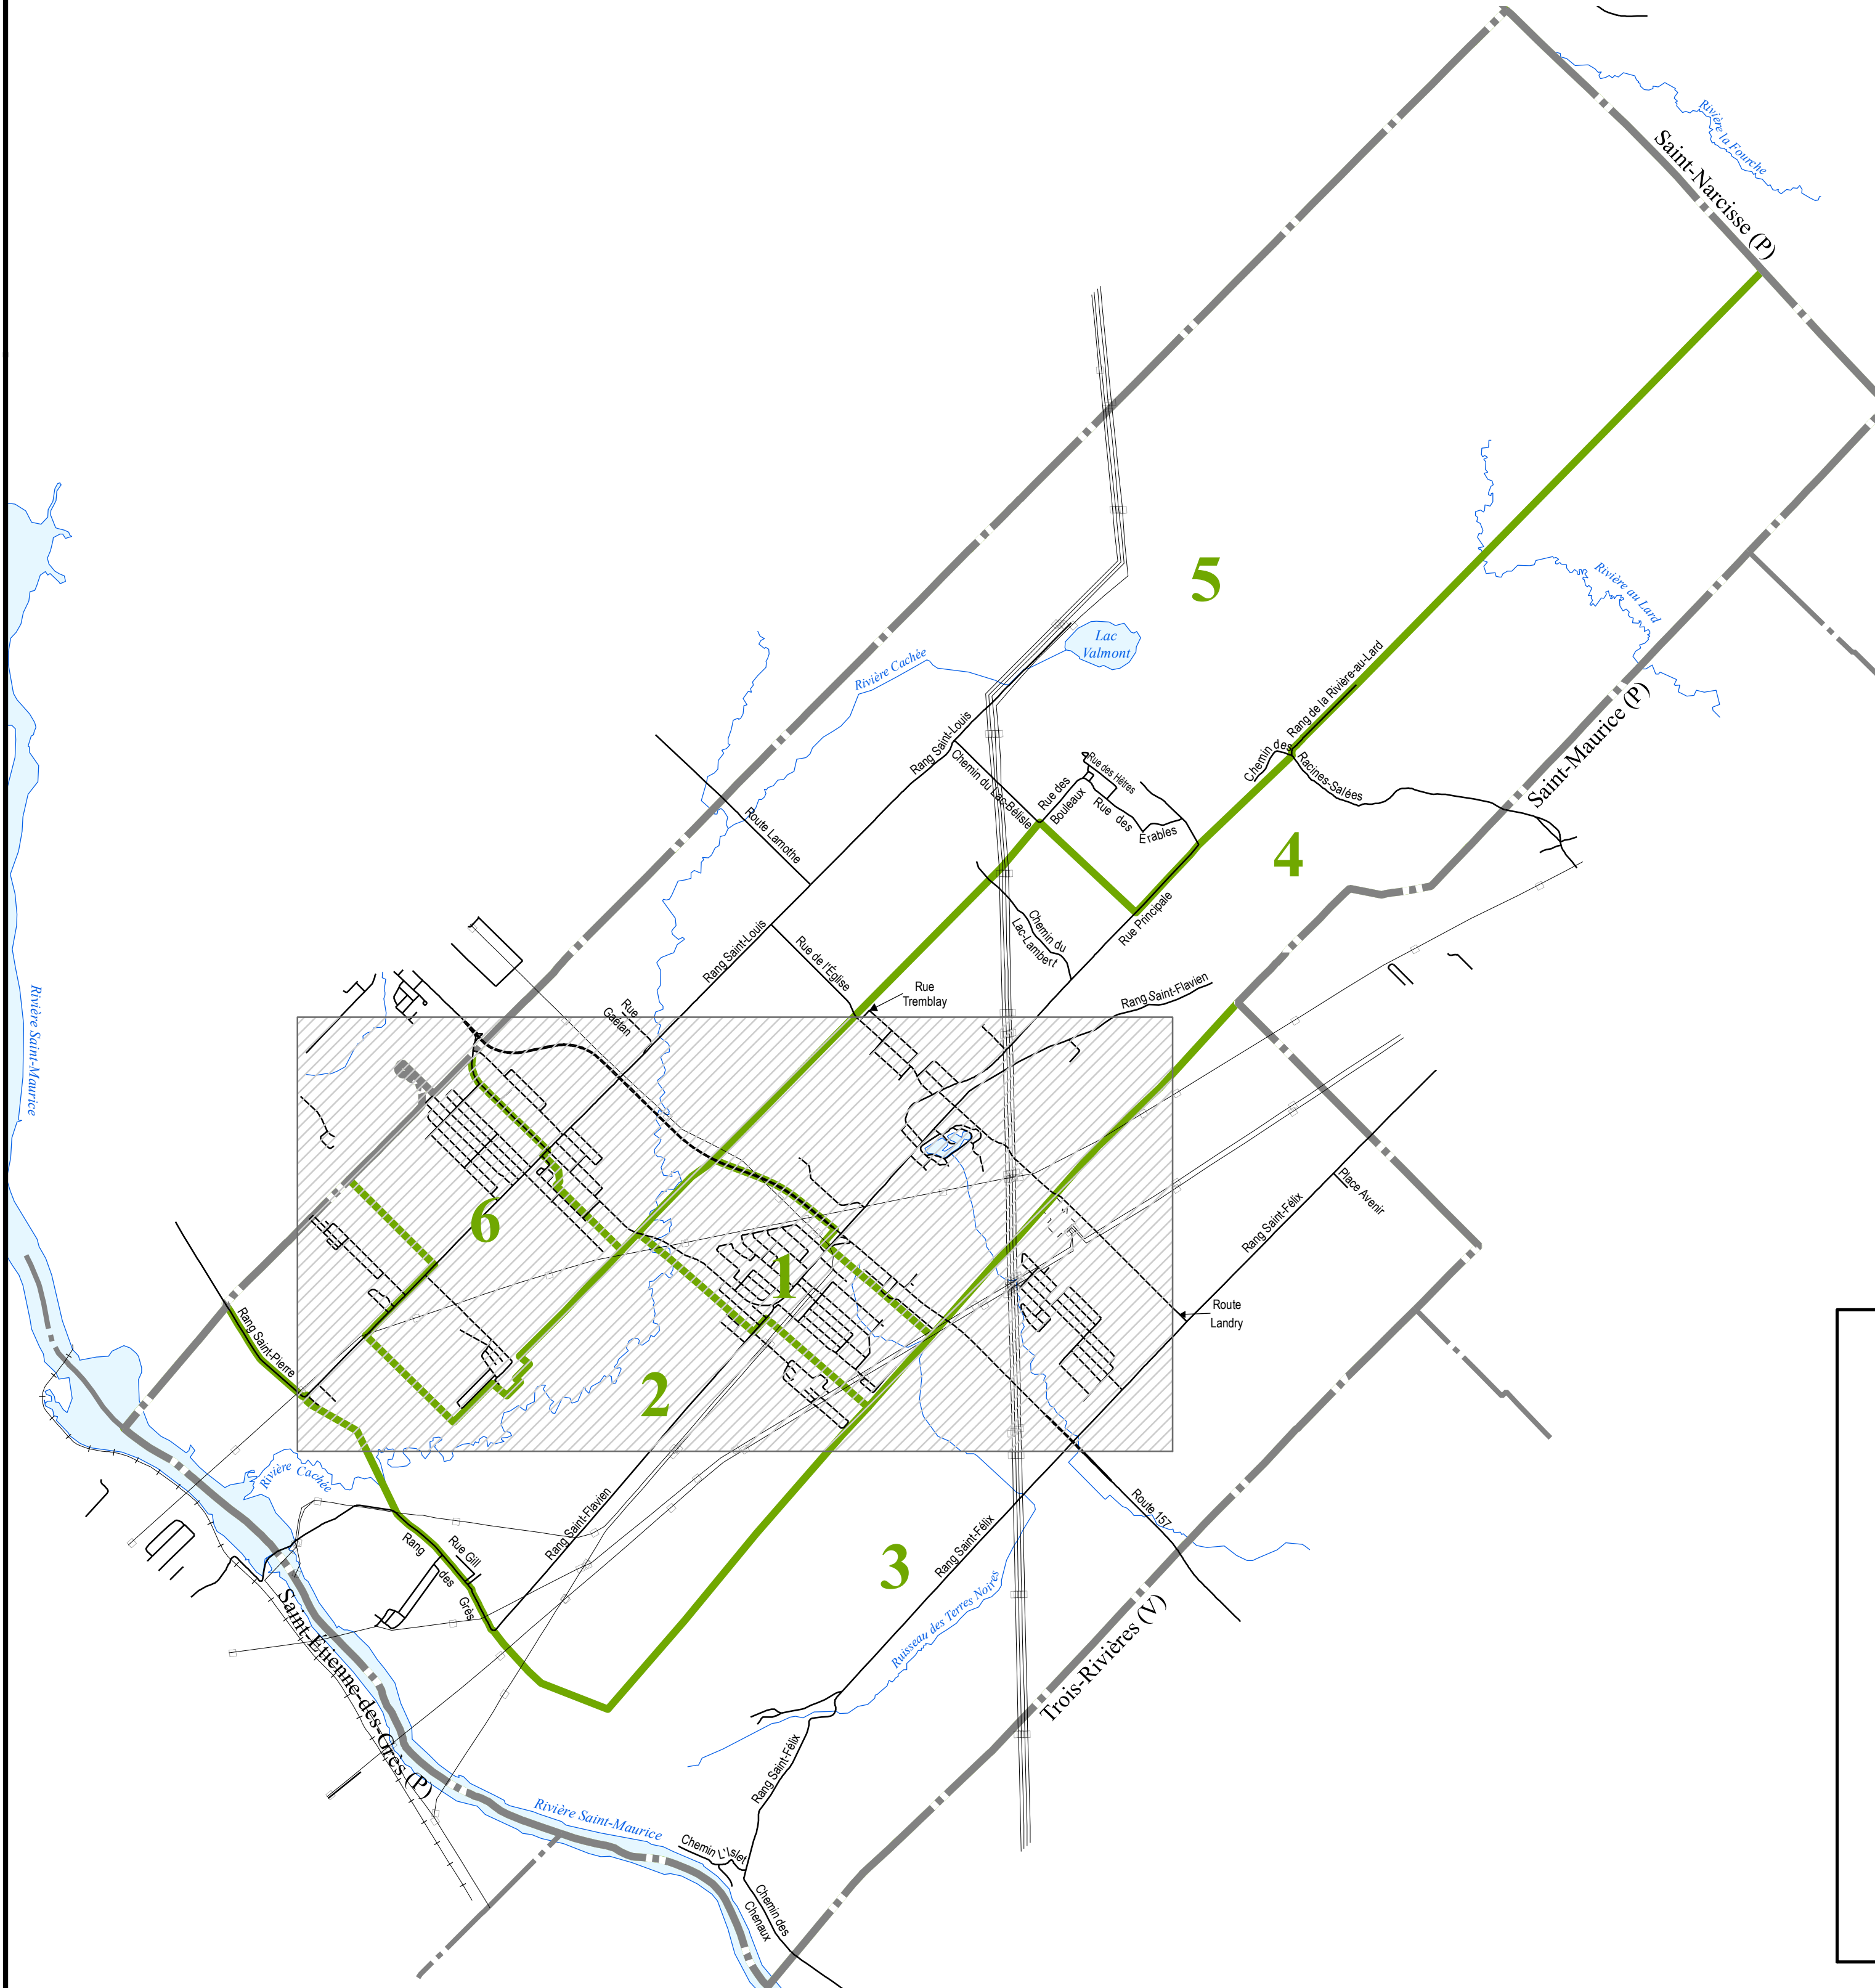 Rivière la Fourche
Saint-Narcisse (P)
5
Rivière au Lard
Lac
Valmont
Rivière Cachée
Rang de la Rivière-au-Lard
Saint-Maurice (P)
Rang Saint-Louis
Chemin du Lac-Bélisle
Rue des Hêtres
Rue des
Bouleaux
Rue des
Erables
Chemin des
Racines-Salées
Route Lamothe
4
Rue Principale
Chemin du
Lac-Lambert
Rang Saint-Louis
Rue de l'Église
Rue
Tremblay
Rang Saint-Flavien
Rue
Gaétan
Rivière Saint-Maurice
6
1
Place Avenir
Rang Saint-Félix
Route
Landry
Rang Saint-Pierre
2
Rivière Cachée
Rang Saint-Flavien
Route 157
Rang
des
Grès
Rue Gill
3
Rang Saint-Félix
Ruisseau des Terres Noires
Saint-Étienne-des-Grès (P)
Trois-Rivières (V)
Rang Saint-Félix
Rivière Saint-Maurice
Chemin L'Islet
Chemin des
Chenaux